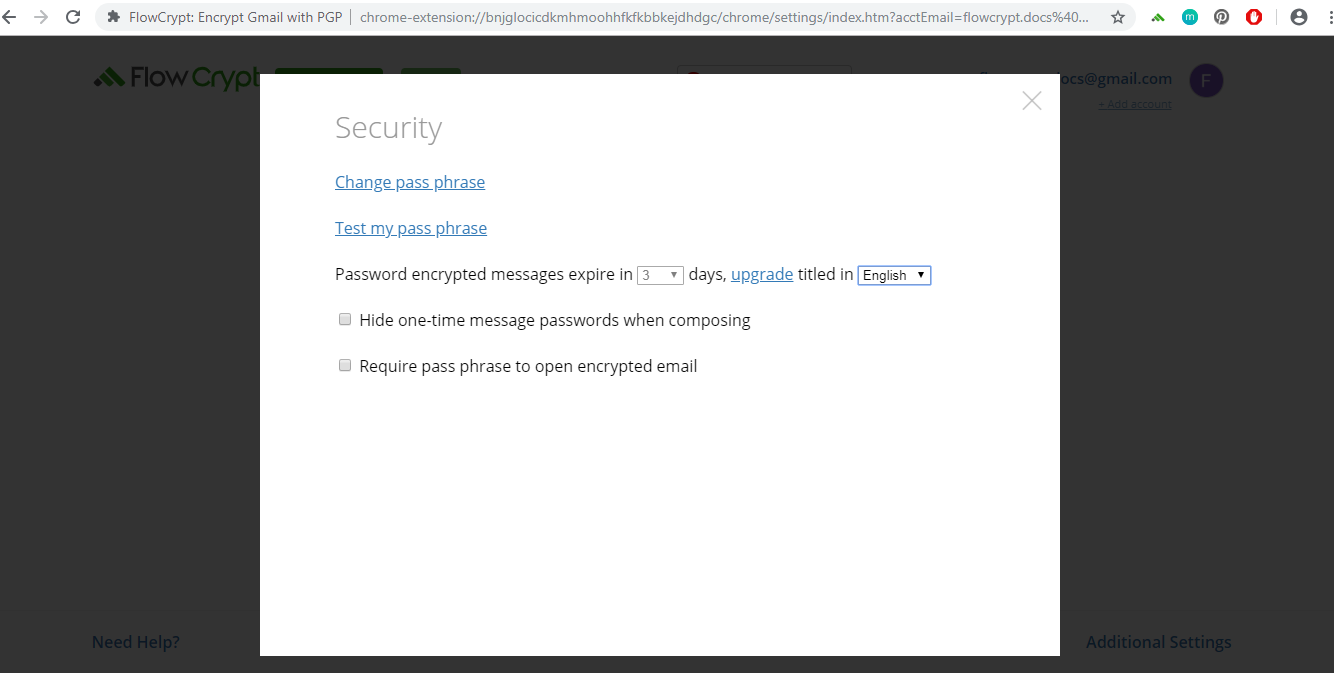 FlowCrypt: Encrypt Gmail with PGP | chrome-extension://bnjglocicdkmhmoohhfkfkbbkejdhdgc/chrome/settings/index.htm?acctEmail=flowcrypt.docs%40...
FlowCrypt
ocs@gmail.com
F
+ Add account
Security
Change pass phrase
Test my pass phrase
Password encrypted messages expire in 3 days, upgrade titled in English
Hide one-time message passwords when composing
Require pass phrase to open encrypted email
Need Help?
Additional Settings